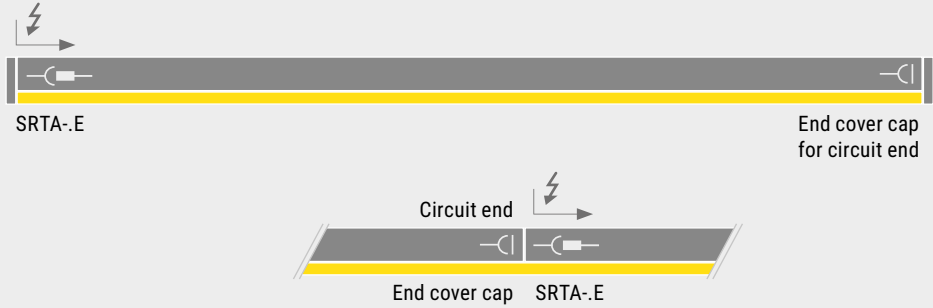 SRTA-.E
End cover cap
for circuit end
Circuit end
End cover cap
SRTA-.E